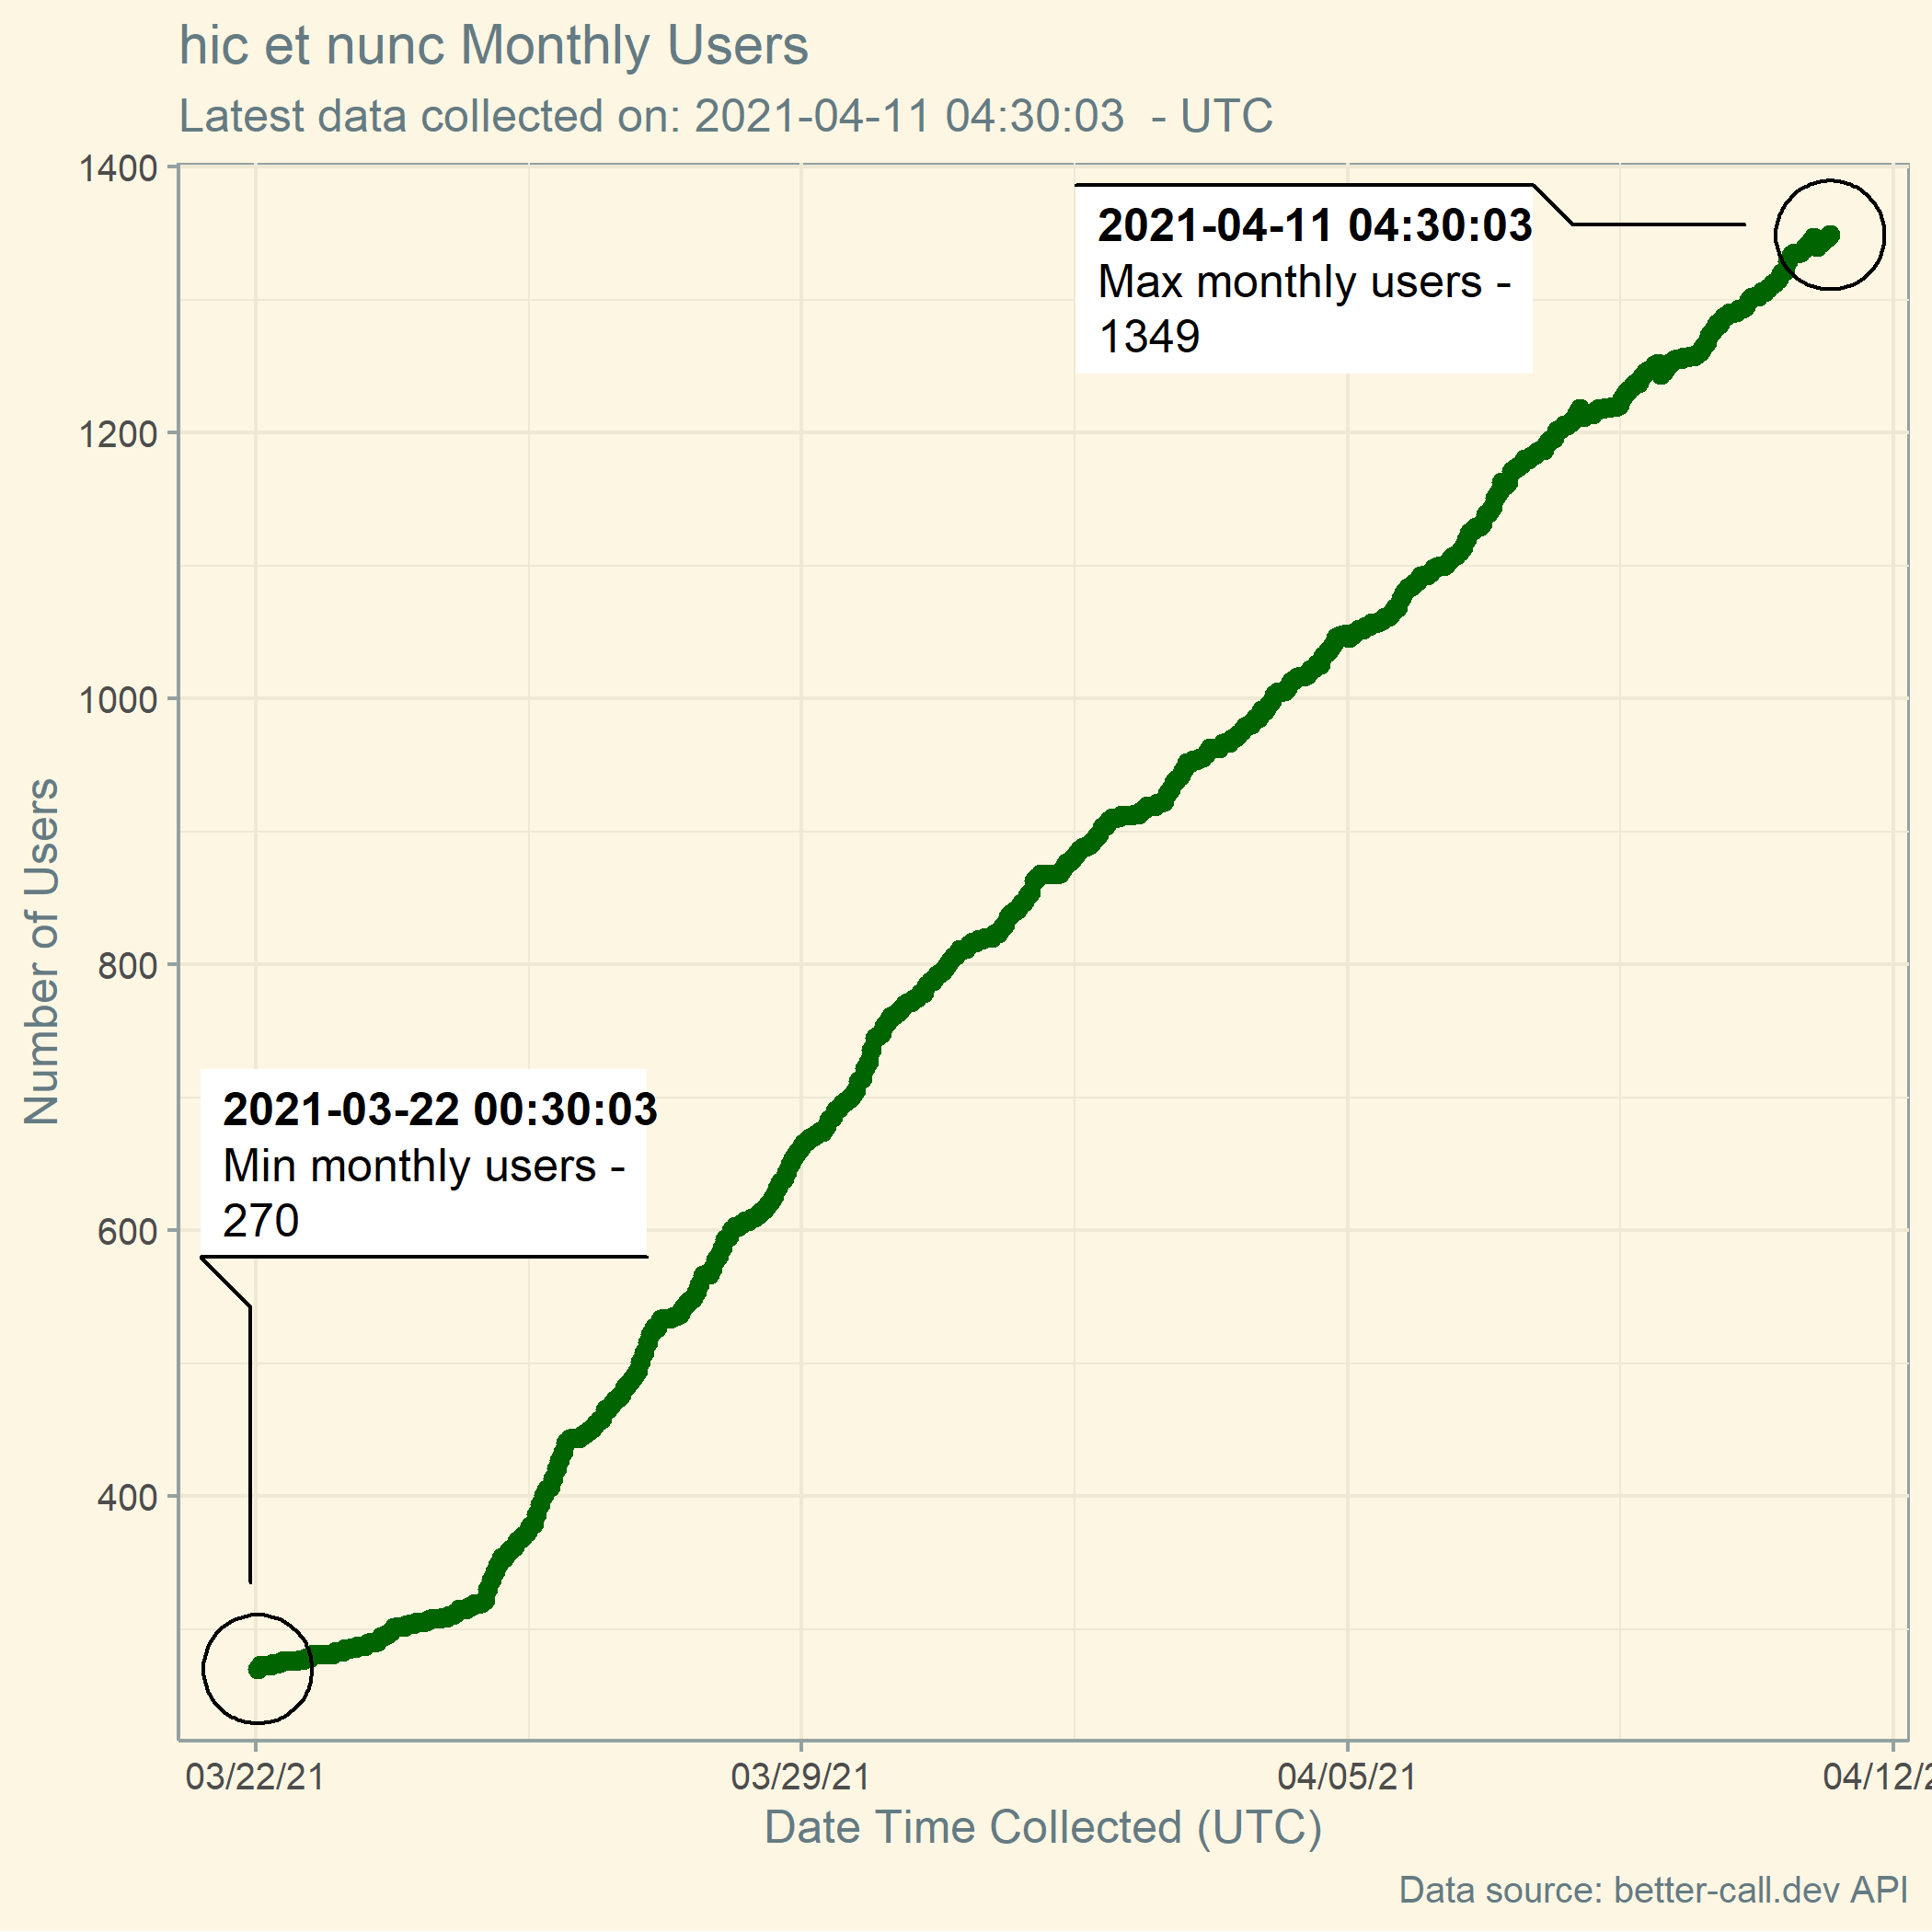 hic et nunc Monthly Users
Latest data collected on: 2021-04-11 04:30:03  - UTC
1400
1200
1000
800
600
400
Number of Users
2021-04-11 04:30:03
Max monthly users -
1349
2021-03-22 00:30:03
Min monthly users -
270
03/22/21
03/29/21
04/05/21
04/12/2
Date Time Collected (UTC)
Data source: better-call.dev API